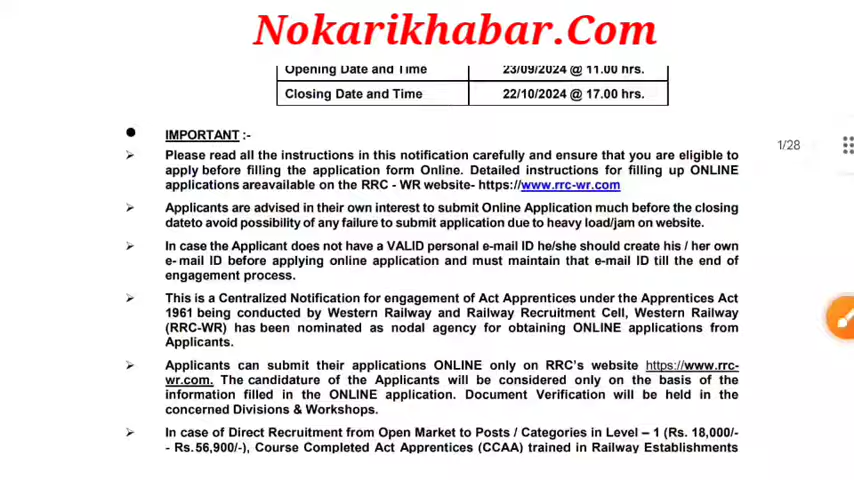 Nokarikhabar.Com
Opening Date and Time 23/09/2024 @ 11.00 hrs.
Closing Date and Time 22/10/2024 @ 17.00 hrs.
● IMPORTANT :-
1/28
➢ Please read all the instructions in this notification carefully and ensure that you are eligible to
apply before filling the application form Online. Detailed instructions for filling up ONLINE
applications areavailable on the RRC - WR website- https://www.rrc-wr.com
➢ Applicants are advised in their own interest to submit Online Application much before the closing
dateto avoid possibility of any failure to submit application due to heavy load/jam on website.
➢ In case the Applicant does not have a VALID personal e-mail ID he/she should create his / her own
e- mail ID before applying online application and must maintain that e-mail ID till the end of
engagement process.
➢ This is a Centralized Notification for engagement of Act Apprentices under the Apprentices Act
1961 being conducted by Western Railway and Railway Recruitment Cell, Western Railway
(RRC-WR) has been nominated as nodal agency for obtaining ONLINE applications from
Applicants.
➢ Applicants can submit their applications ONLINE only on RRC's website https://www.rrc-
wr.com. The candidature of the Applicants will be considered only on the basis of the
information filled in the ONLINE application. Document Verification will be held in the
concerned Divisions & Workshops.
➢ In case of Direct Recruitment from Open Market to Posts / Categories in Level – 1 (Rs. 18,000/-
- Rs. 56,900/-), Course Completed Act Apprentices (CCAA) trained in Railway Establishments